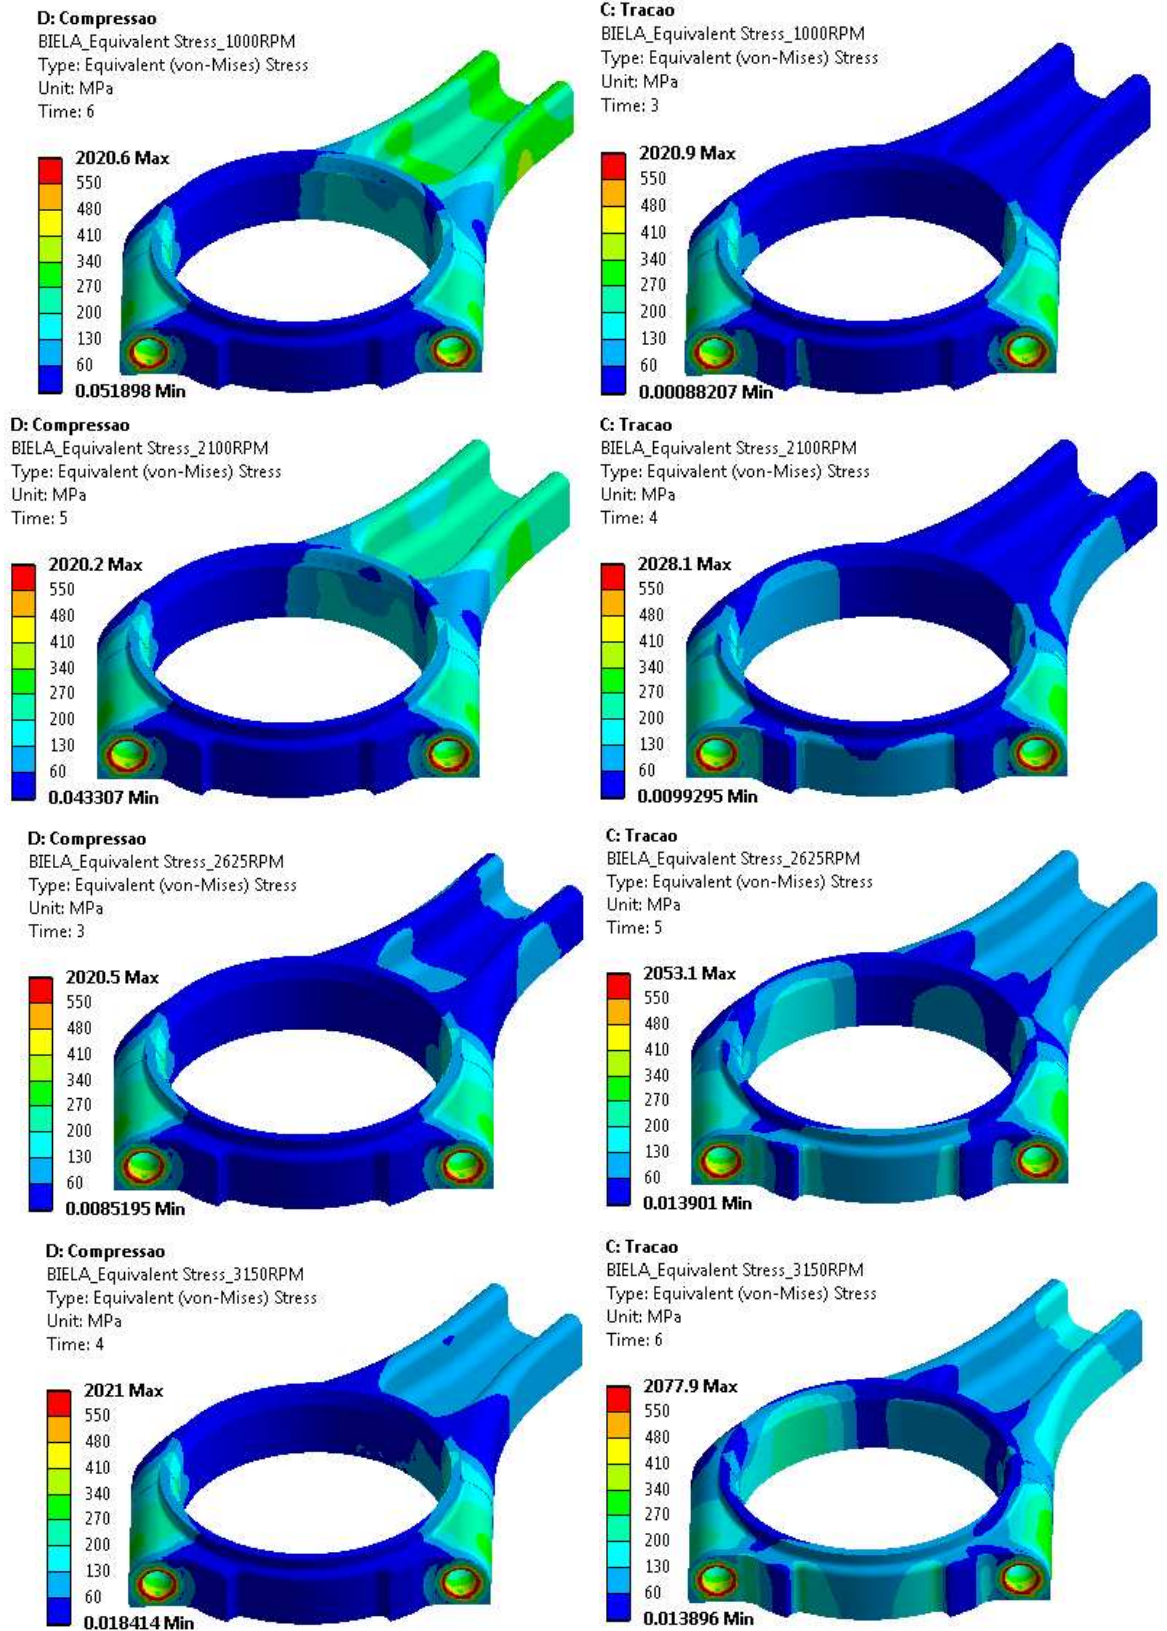 D: Compressao
BIELA_Equivalent Stress_1000RPM
Type: Equivalent (von-Mises) Stress
Unit: MPa
Time: 6
2020.6 Max
550
480
410
340
270
200
130
60
0.051898 Min
C: Tracao
BIELA_Equivalent Stress_1000RPM
Type: Equivalent (von-Mises) Stress
Unit: MPa
Time: 3
2020.9 Max
550
480
410
340
270
200
130
60
0.00088207 Min
D: Compressao
BIELA_Equivalent Stress_2100RPM
Type: Equivalent (von-Mises) Stress
Unit: MPa
Time: 5
2020.2 Max
550
480
410
340
270
200
130
60
0.043307 Min
C: Tracao
BIELA_Equivalent Stress_2100RPM
Type: Equivalent (von-Mises) Stress
Unit: MPa
Time: 4
2028.1 Max
550
480
410
340
270
200
130
60
0.0099295 Min
D: Compressao
BIELA_Equivalent Stress_2625RPM
Type: Equivalent (von-Mises) Stress
Unit: MPa
Time: 3
2020.5 Max
550
480
410
340
270
200
130
60
0.0085195 Min
C: Tracao
BIELA_Equivalent Stress_2625RPM
Type: Equivalent (von-Mises) Stress
Unit: MPa
Time: 5
2053.1 Max
550
480
410
340
270
200
130
60
0.013901 Min
D: Compressao
BIELA_Equivalent Stress_3150RPM
Type: Equivalent (von-Mises) Stress
Unit: MPa
Time: 4
2021 Max
550
480
410
340
270
200
130
60
0.018414 Min
C: Tracao
BIELA_Equivalent Stress_3150RPM
Type: Equivalent (von-Mises) Stress
Unit: MPa
Time: 6
2077.9 Max
550
480
410
340
270
200
130
60
0.013896 Min